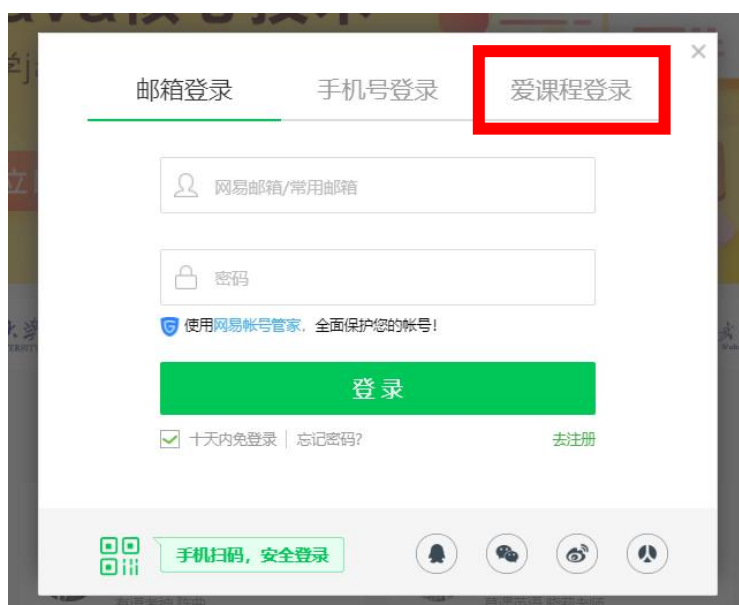 邮箱登录 手机号登录 爱课程登录
网易邮箱/常用邮箱
密码
使用网易帐号管家,全面保护您的帐号!
登录
十天内免登录 忘记密码? 去注册
手机扫码,安全登录